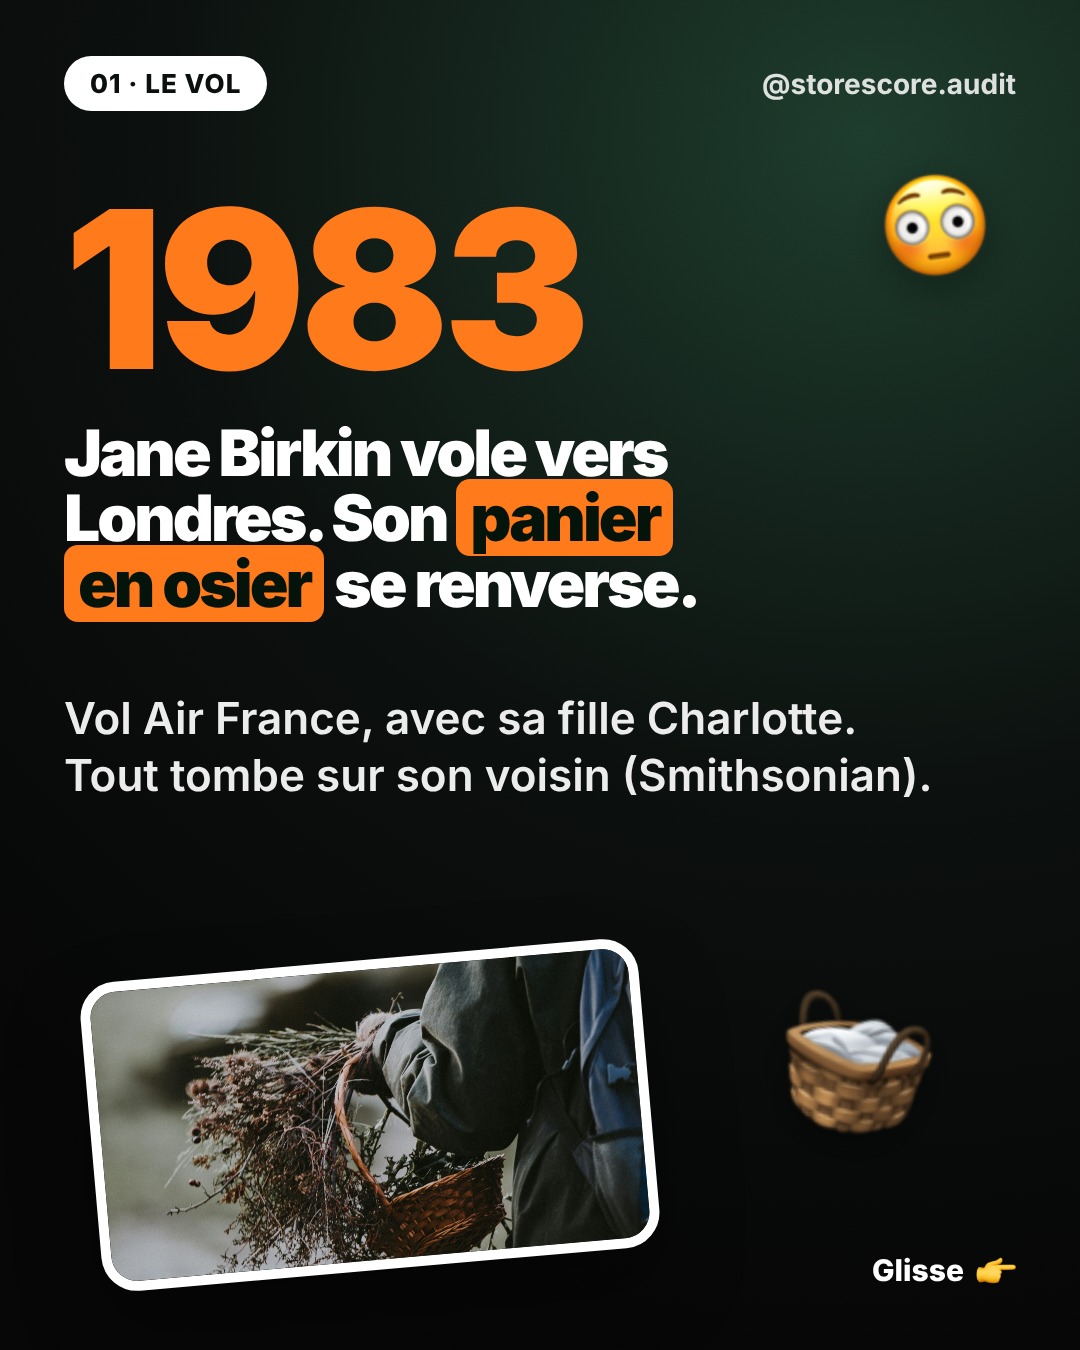 01 · LE VOL
@storescore.audit
1983
Jane Birkin vole vers
Londres. Son panier
en osier se renverse.
Vol Air France, avec sa fille Charlotte.
Tout tombe sur son voisin (Smithsonian).
Glisse